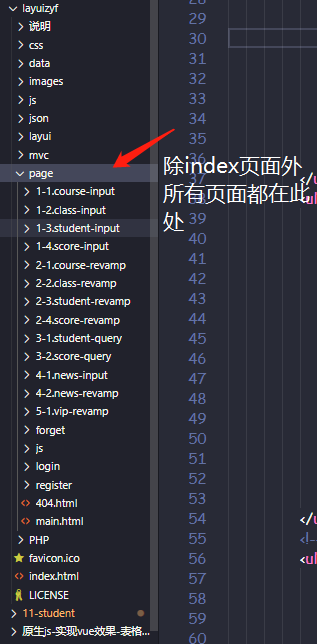 layuizyf
说明
css
data
images
js
json
layui
mvc
page
1-1.course-input
1-2.class-input
1-3.student-input
1-4.score-input
2-1.course-revamp
2-2.class-revamp
2-3.student-revamp
2-4.score-revamp
3-1.student-query
3-2.score-query
4-1.news-input
4-2.news-revamp
5-1.vip-revamp
forget
js
login
register
<> 404.html
<> main.html
PHP
favicon.ico
<> index.html
LICENSE
11-student
原生js-实现vue效果-表格...
除index页面外,
所有页面都在此
处
30
31
32
33
34
35
36
37 </u
38 <ul
39
40
41
42
43
44
45
46
47
48
49
50
51
52
53
54 </u
55 <!-
56 <u
57
58
59
60